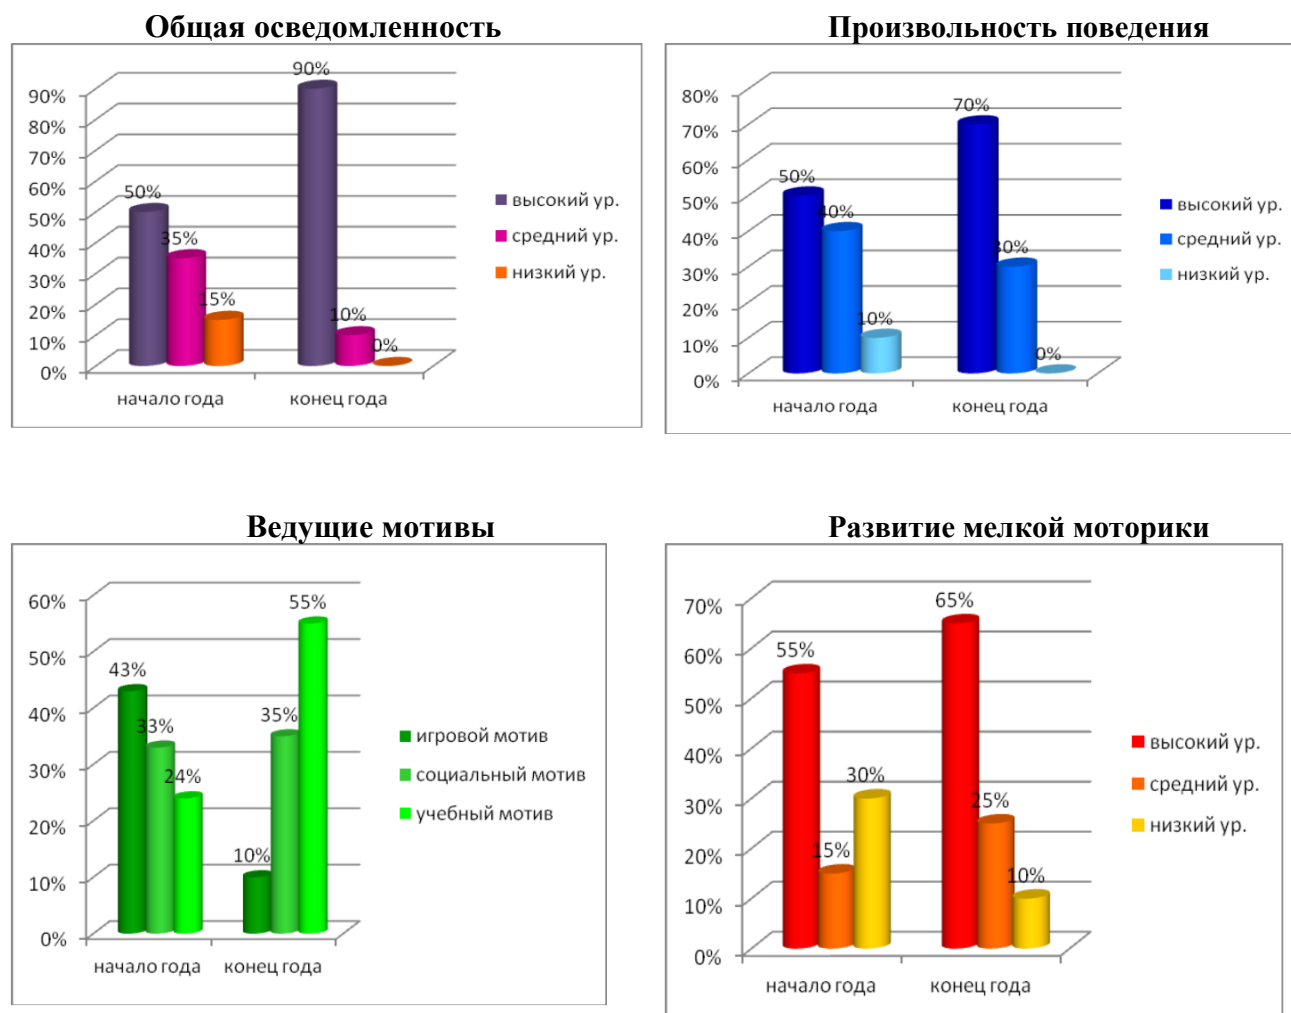 Общая осведомленность
90%
80%
70%
60%
50%
40%
30%
20%
10%
0%
50%
35%
15%
90%
10%
0%
начало года
конец года
высокий ур.
средний ур.
низкий ур.
Произвольность поведения
80%
70%
60%
50%
40%
30%
20%
10%
0%
50%
40%
10%
70%
30%
0%
начало года
конец года
высокий ур.
средний ур.
низкий ур.
Ведущие мотивы
60%
50%
40%
30%
20%
10%
0%
43%
33%
24%
10%
35%
55%
начало года
конец года
игровой мотив
социальный мотив
учебный мотив
Развитие мелкой моторики
70%
60%
50%
40%
30%
20%
10%
0%
55%
15%
30%
65%
25%
10%
начало года
конец года
высокий ур.
средний ур.
низкий ур.